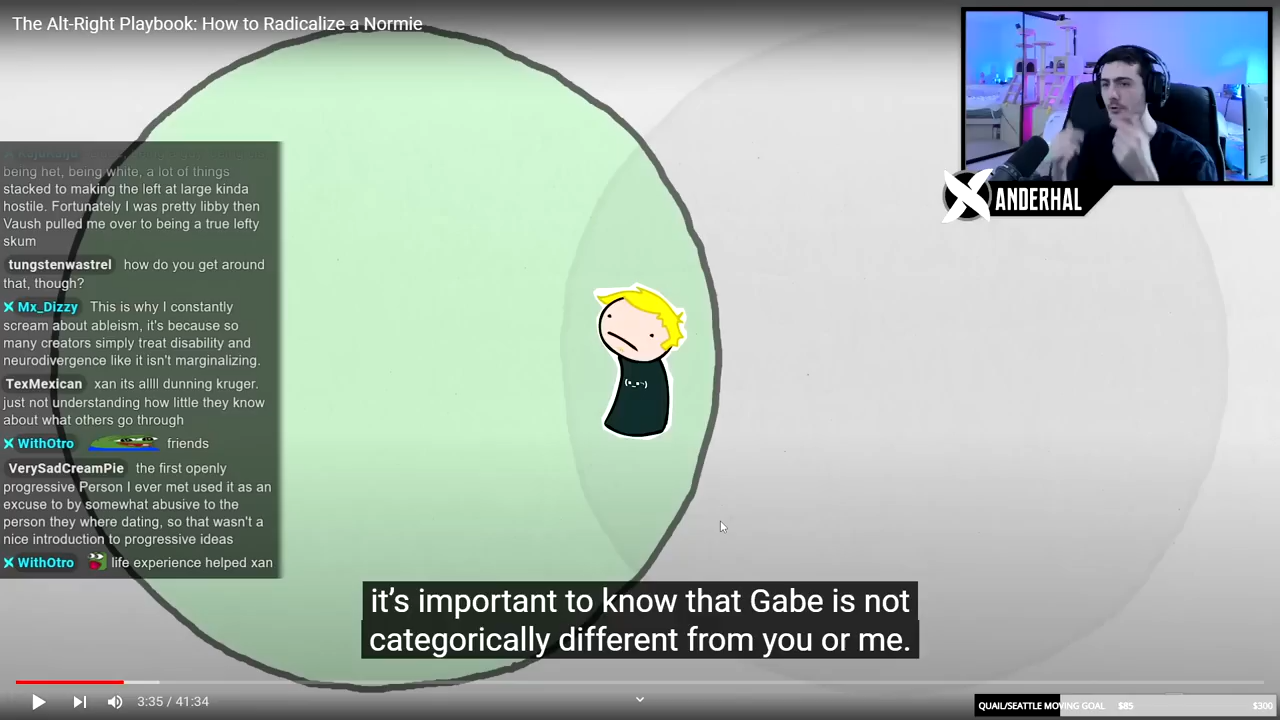 The Alt-Right Playbook: How to Radicalize a Normie
being het, being white, a lot of things
stacked to making the left at large kinda
hostile. Fortunately I was pretty libby then
Vaush pulled me over to being a true lefty
skum
tungstenwastrel how do you get around
that, though?
Mx_Dizzy This is why I constantly
scream about ableism, it's because so
many creators simply treat disability and
neurodivergence like it isn't marginalizing.
TexMexican xan its allll dunning kruger.
just not understanding how little they know
about what others go through
WithOtro friends
VerySadCreamPie the first openly
progressive Person I ever met used it as an
excuse to by somewhat abusive to the
person they where dating, so that wasn't a
nice introduction to progressive ideas
WithOtro life experience helped xan
XANDERHAL
it's important to know that Gabe is not
categorically different from you or me.
3:35 / 41:34
QUAIL/SEATTLE MOVING GOAL $85 $300